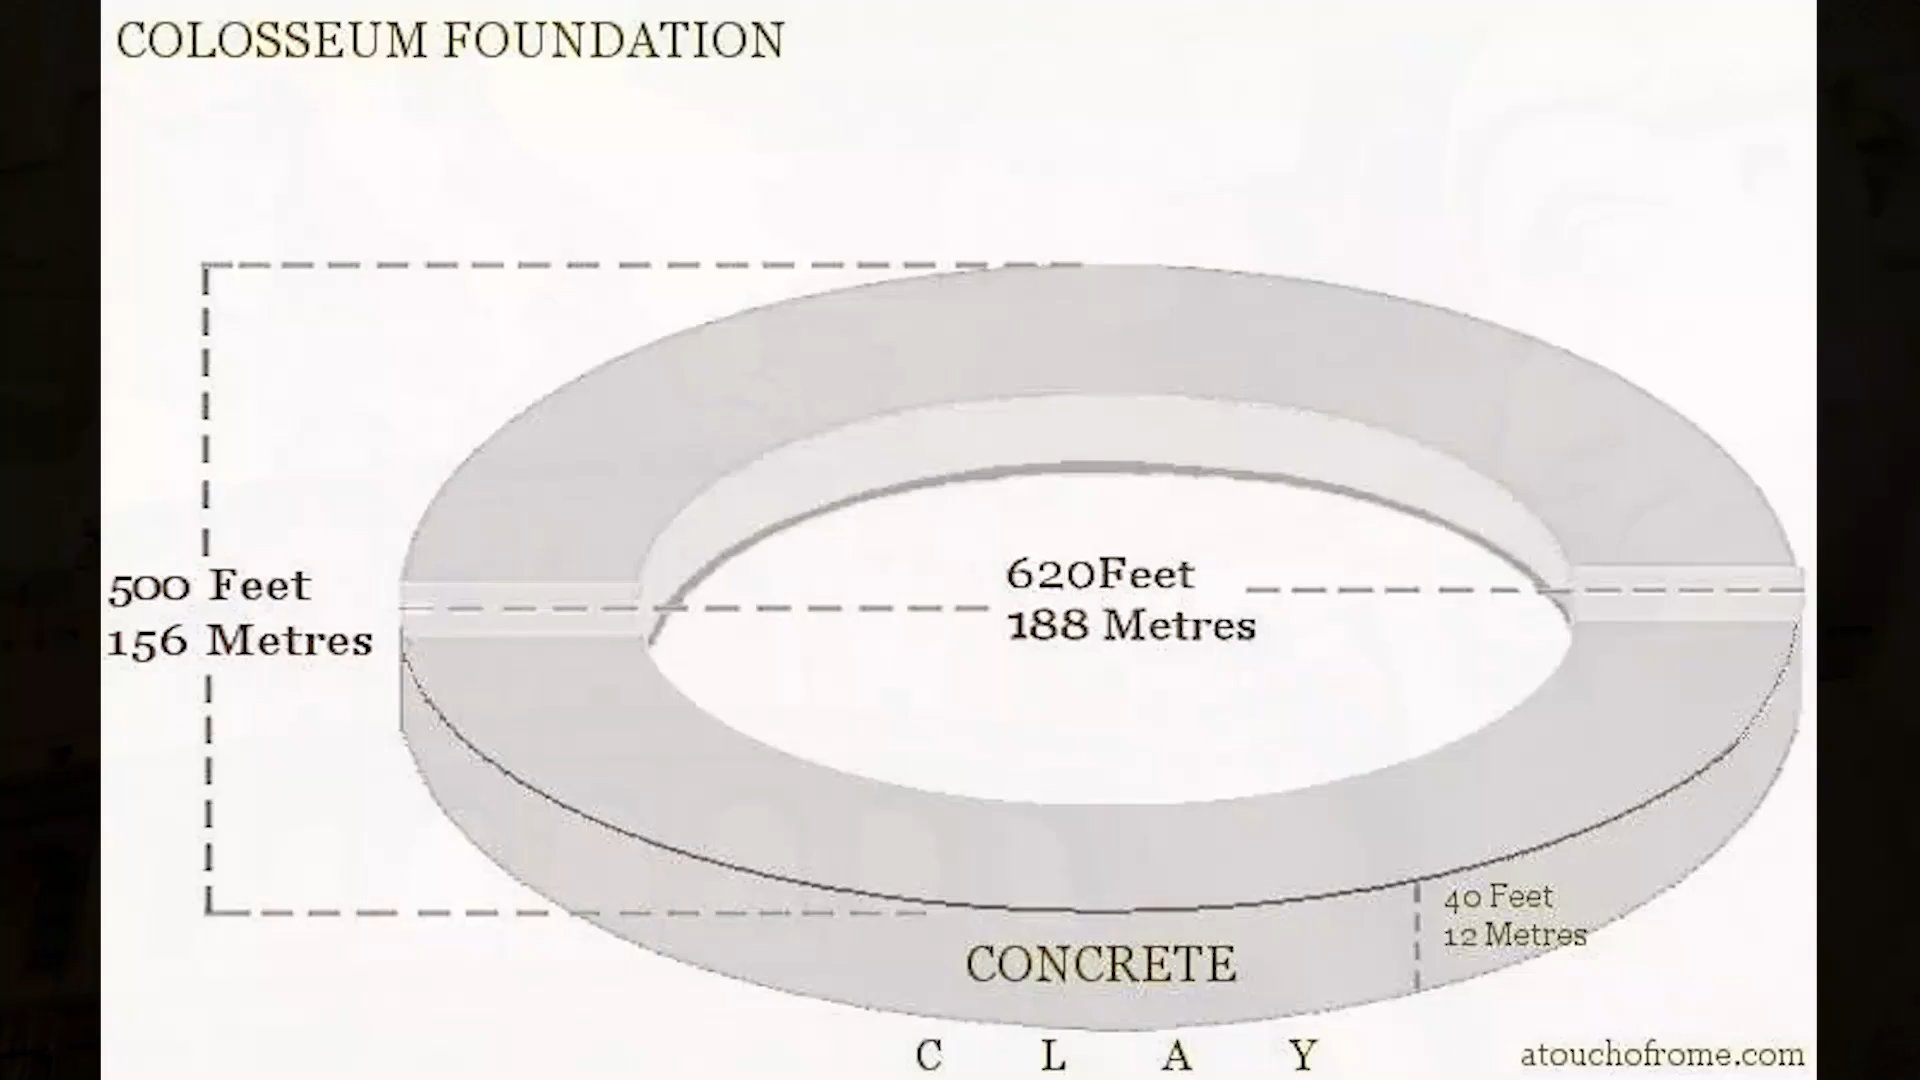 COLOSSEUM FOUNDATION
500 Feet
156 Metres
620Feet
188 Metres
40 Feet
12 Metres
CONCRETE
C L A Y
atouchofrome.com